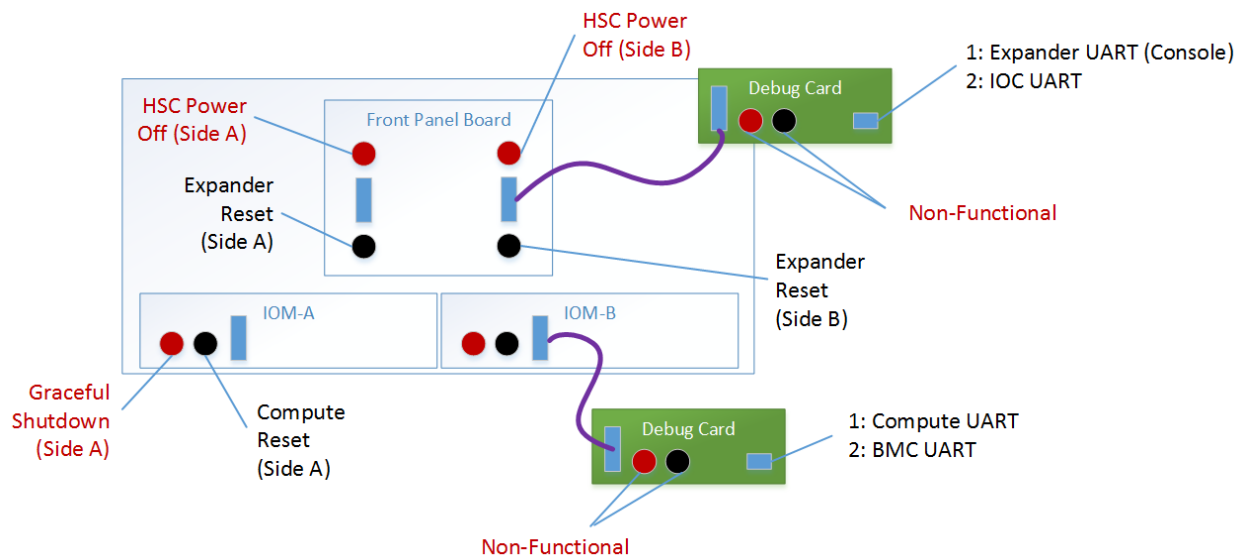 HSC Power
Off (Side B)
1: Expander UART (Console)
2: IOC UART
Debug Card
HSC Power
Off (Side A)
Front Panel Board
Expander
Reset
(Side A)
Non-Functional
Expander
Reset
(Side B)
IOM-A
IOM-B
Graceful
Shutdown
(Side A)
Compute
Reset
(Side A)
Debug Card
1: Compute UART
2: BMC UART
Non-Functional